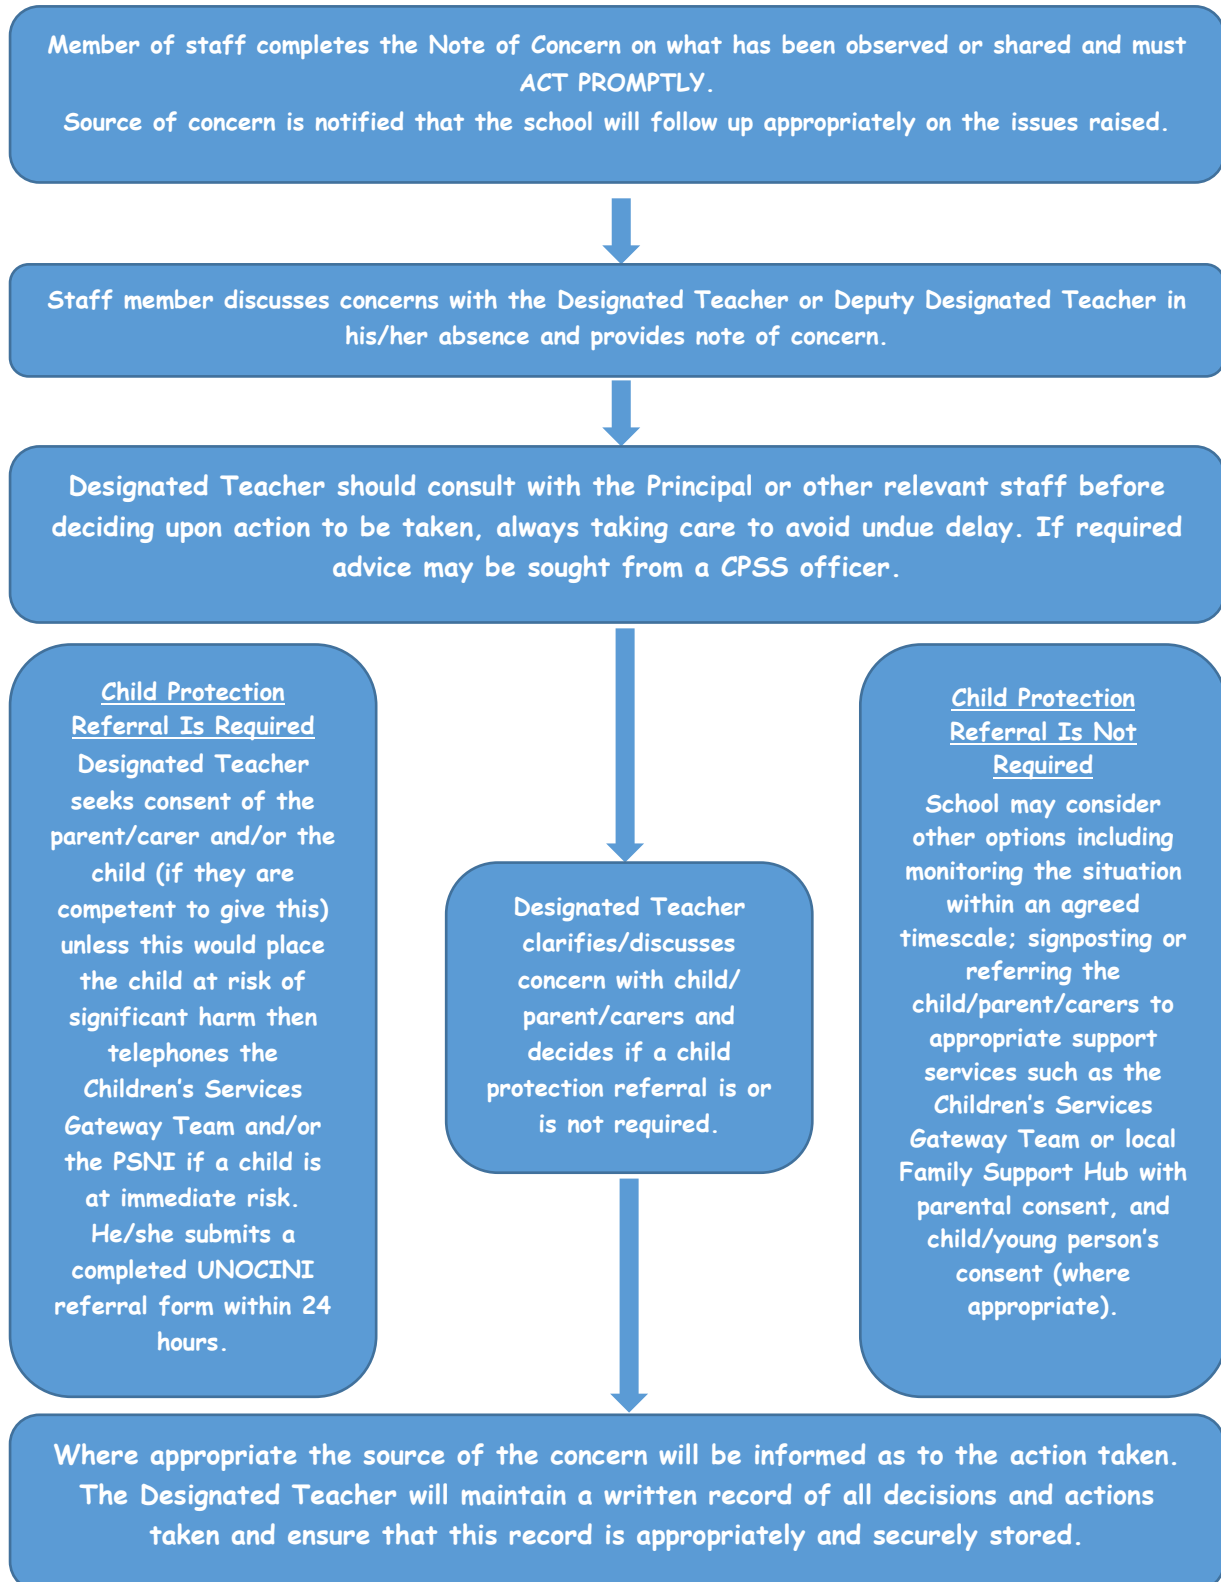 Member of staff completes the Note of Concern on what has been observed or shared and must
ACT PROMPTLY.
Source of concern is notified that the school will follow up appropriately on the issues raised.
Staff member discusses concerns with the Designated Teacher or Deputy Designated Teacher in
his/her absence and provides note of concern.
Designated Teacher should consult with the Principal or other relevant staff before
deciding upon action to be taken, always taking care to avoid undue delay. If required
advice may be sought from a CPSS officer.
Child Protection
Referral Is Required
Designated Teacher
seeks consent of the
parent/carer and/or the
child (if they are
competent to give this)
unless this would place
the child at risk of
significant harm then
telephones the
Children's Services
Gateway Team and/or
the PSNI if a child is
at immediate risk.
He/she submits a
completed UNOCINI
referral form within 24
hours.
Designated Teacher
clarifies/discusses
concern with child/
parent/carers and
decides if a child
protection referral is or
is not required.
Child Protection
Referral Is Not
Required
School may consider
other options including
monitoring the situation
within an agreed
timescale; signposting or
referring the
child/parent/carers to
appropriate support
services such as the
Children's Services
Gateway Team or local
Family Support Hub with
parental consent, and
child/young person's
consent (where
appropriate).
Where appropriate the source of the concern will be informed as to the action taken.
The Designated Teacher will maintain a written record of all decisions and actions
taken and ensure that this record is appropriately and securely stored.